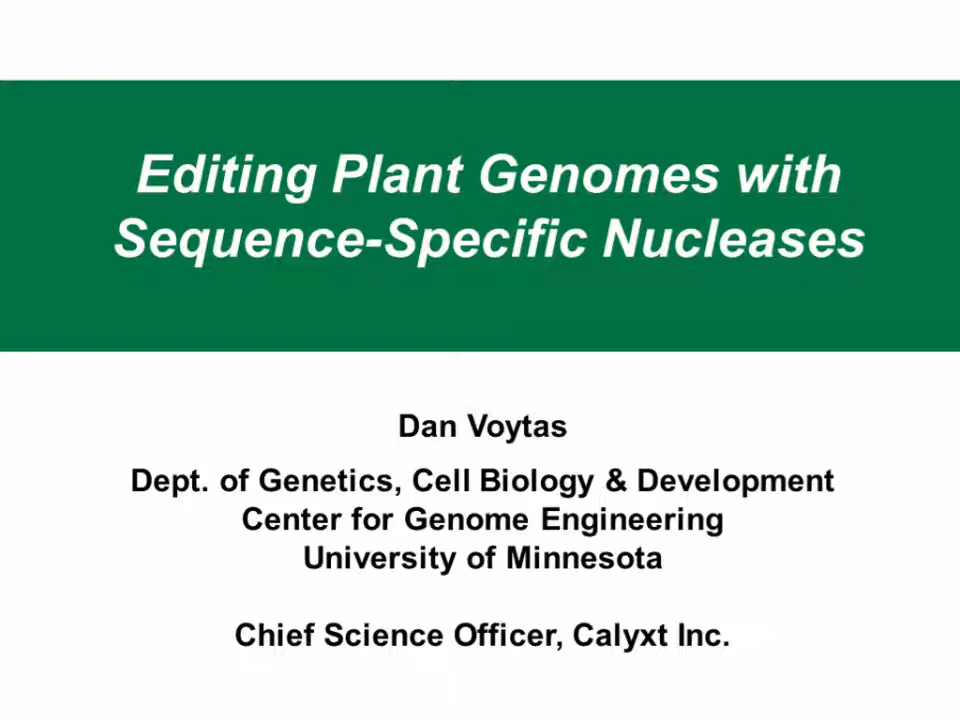 Editing Plant Genomes with
Sequence-Specific Nucleases
Dan Voytas
Dept. of Genetics, Cell Biology & Development
Center for Genome Engineering
University of Minnesota
Chief Science Officer, Calyxt Inc.